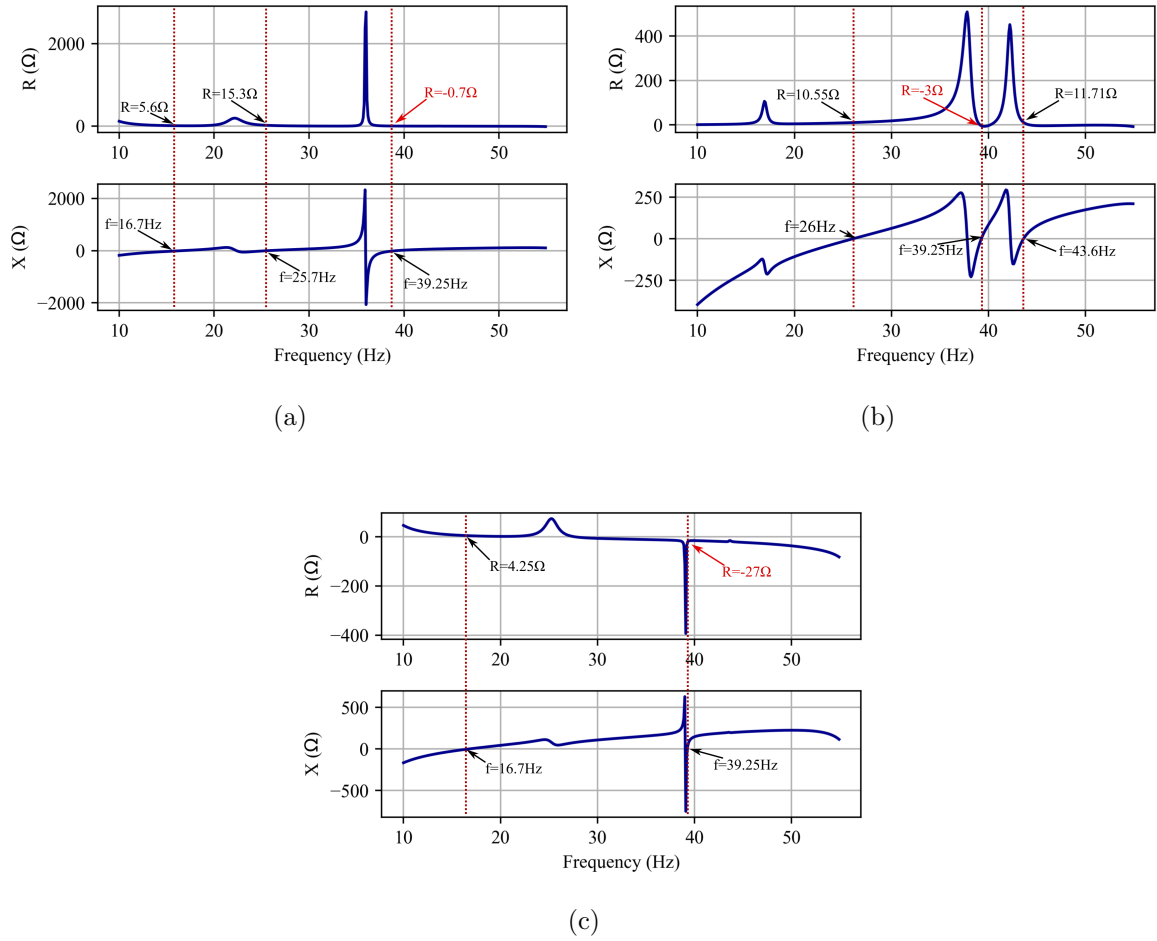 R (Ω)
2000
0
R=5.6Ω
R=15.3Ω
R=-0.7Ω
10
20
30
40
50
X (Ω)
2000
0
−2000
f=16.7Hz
f=25.7Hz
f=39.25Hz
10
20
30
40
50
Frequency (Hz)
(a)
R (Ω)
400
200
0
R=10.55Ω
R=-3Ω
R=11.71Ω
10
20
30
40
50
X (Ω)
250
0
−250
f=26Hz
f=39.25Hz
f=43.6Hz
10
20
30
40
50
Frequency (Hz)
(b)
R (Ω)
0
−200
−400
R=4.25Ω
R=-27Ω
10
20
30
40
50
X (Ω)
500
0
−500
f=16.7Hz
f=39.25Hz
10
20
30
40
50
Frequency (Hz)
(c)